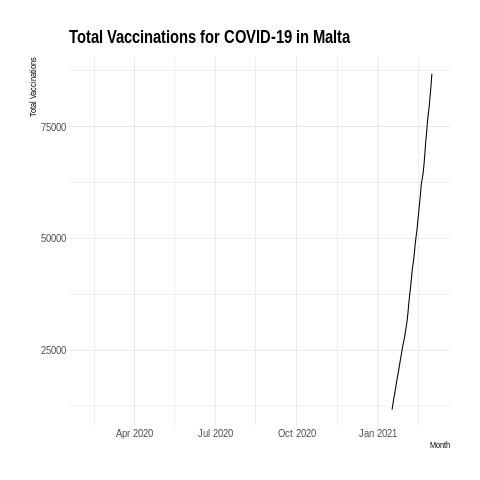 Total Vaccinations for COVID-19 in Malta
Total Vaccinations
75000
50000
25000
Apr 2020 Jul 2020 Oct 2020 Jan 2021
Month